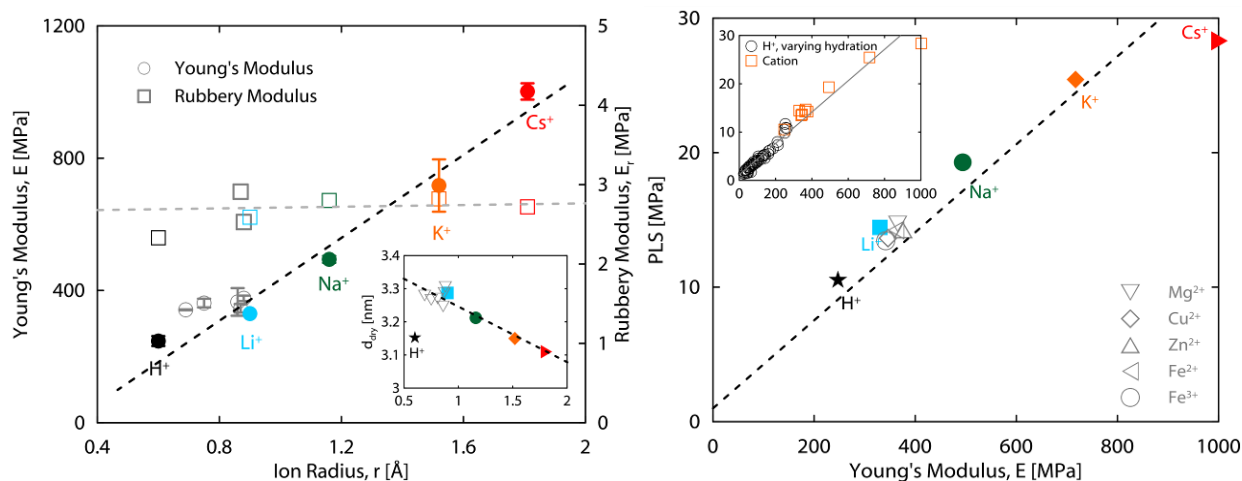 1200
800
400
0
Young's Modulus, E [MPa]
Young's Modulus
Rubbery Modulus
Cs⁺
K⁺
Na⁺
Li⁺
H⁺
5
4
3
2
1
0
Rubbery Modulus, Eᵣ [MPa]
3.4
3.3
3.2
3.1
3
d_dry [nm]
H⁺
0.5 1 1.5 2
0.4 0.8 1.2 1.6 2
Ion Radius, r [Å]
30
20
10
0
PLS [MPa]
30
20
10
0
H⁺, varying hydration
Cation
0 200 400 600 800 1000
Cs⁺
K⁺
Na⁺
Li⁺
H⁺
Mg²⁺
Cu²⁺
Zn²⁺
Fe²⁺
Fe³⁺
0 200 400 600 800 1000
Young's Modulus, E [MPa]